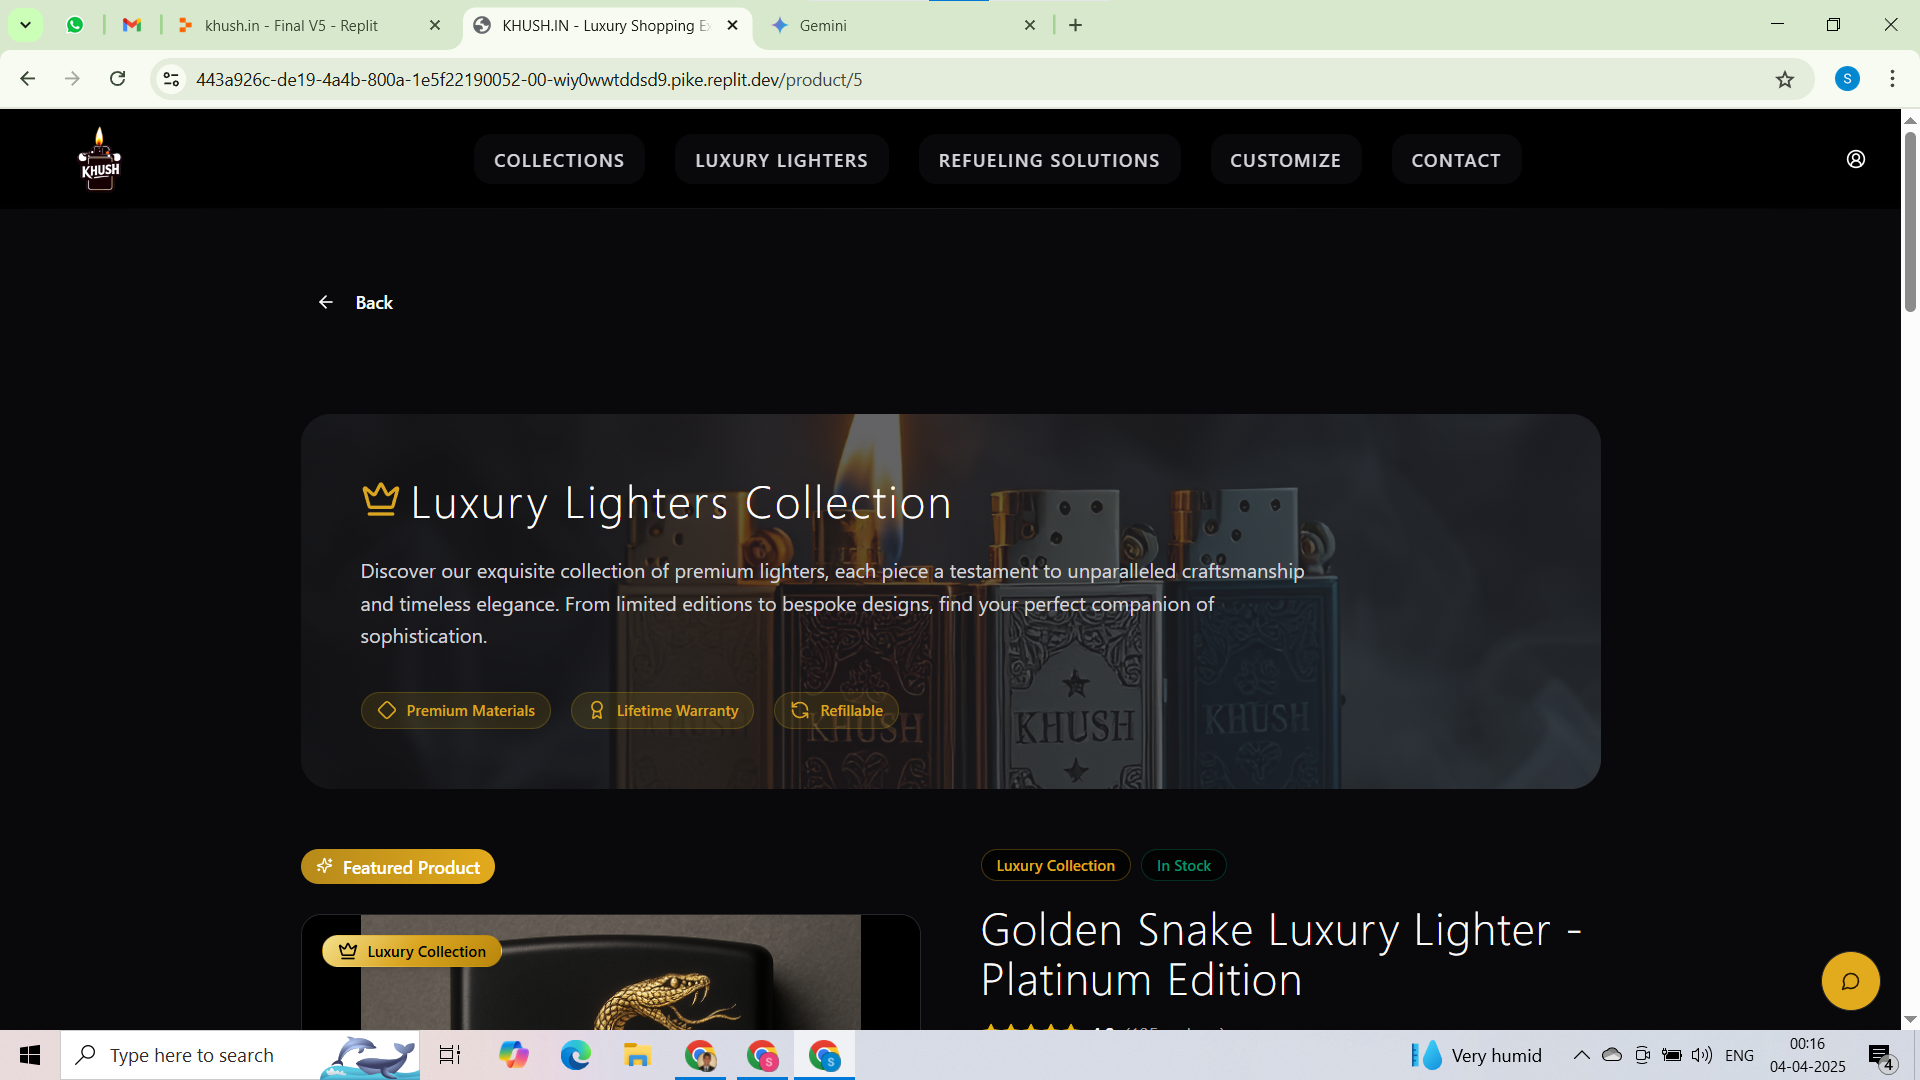 khush.in - Final V5 - Replit
KHUSH.IN - Luxury Shopping E
Gemini
443a926c-de19-4a4b-800a-1e5f22190052-00-wiy0wwtddsd9.pike.replit.dev/product/5
S
KHUSH
COLLECTIONS
LUXURY LIGHTERS
REFUELING SOLUTIONS
CUSTOMIZE
CONTACT
Back
Luxury Lighters Collection
Discover our exquisite collection of premium lighters, each piece a testament to unparalleled craftsmanship
and timeless elegance. From limited editions to bespoke designs, find your perfect companion of
sophistication.
Premium Materials
Lifetime Warranty
Refillable
KHUSH
KHUSH
KHUSH
Featured Product
Luxury Collection
Luxury Collection
In Stock
Golden Snake Luxury Lighter -
Platinum Edition
Type here to search
S
S
Very humid
ENG
00:16
04-04-2025
4